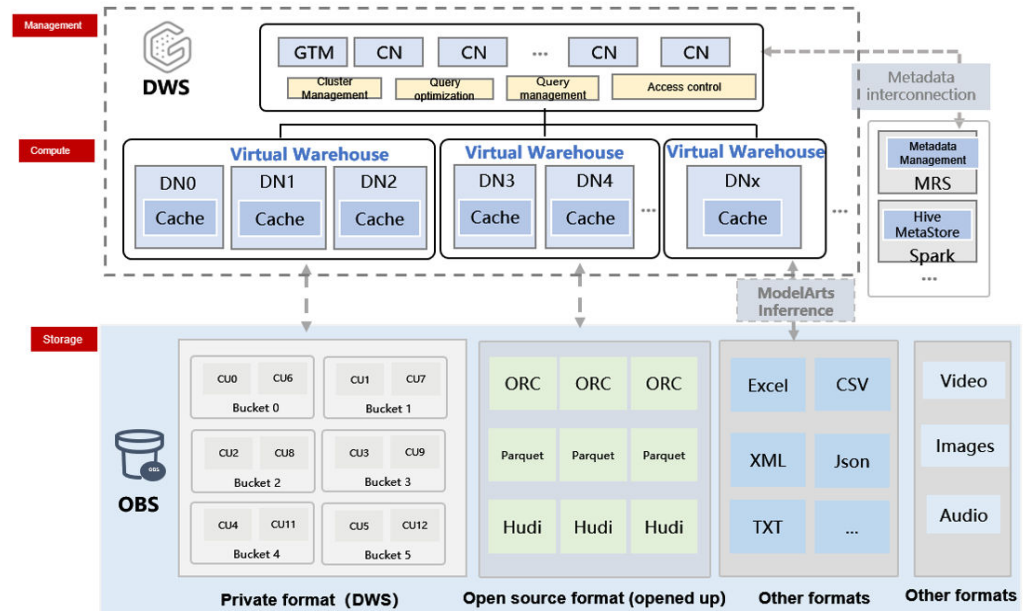 Management
DWS
GTM CN CN ... CN CN
Cluster
Management
Query
optimization
Query
management
Access control
Metadata
interconnection
Compute
Virtual Warehouse
DN0 DN1 DN2
Cache Cache Cache
Virtual Warehouse
DN3 DN4
Cache Cache ...
Virtual Warehouse
DNx
Cache
...
Metadata
Management
MRS
Hive
MetaStore
Spark
...
ModelArts
Inferrence
Storage
OBS
OBS
CU0 CU6
Bucket 0
CU1 CU7
Bucket 1
CU2 CU8
Bucket 2
CU3 CU9
Bucket 3
CU4 CU11
Bucket 4
CU5 CU12
Bucket 5
Private format (DWS)
ORC ORC ORC
Parquet Parquet Parquet
Hudi Hudi Hudi
Open source format (opened up)
Excel CSV
XML Json
TXT ...
Other formats
Video
Images
Audio
Other formats